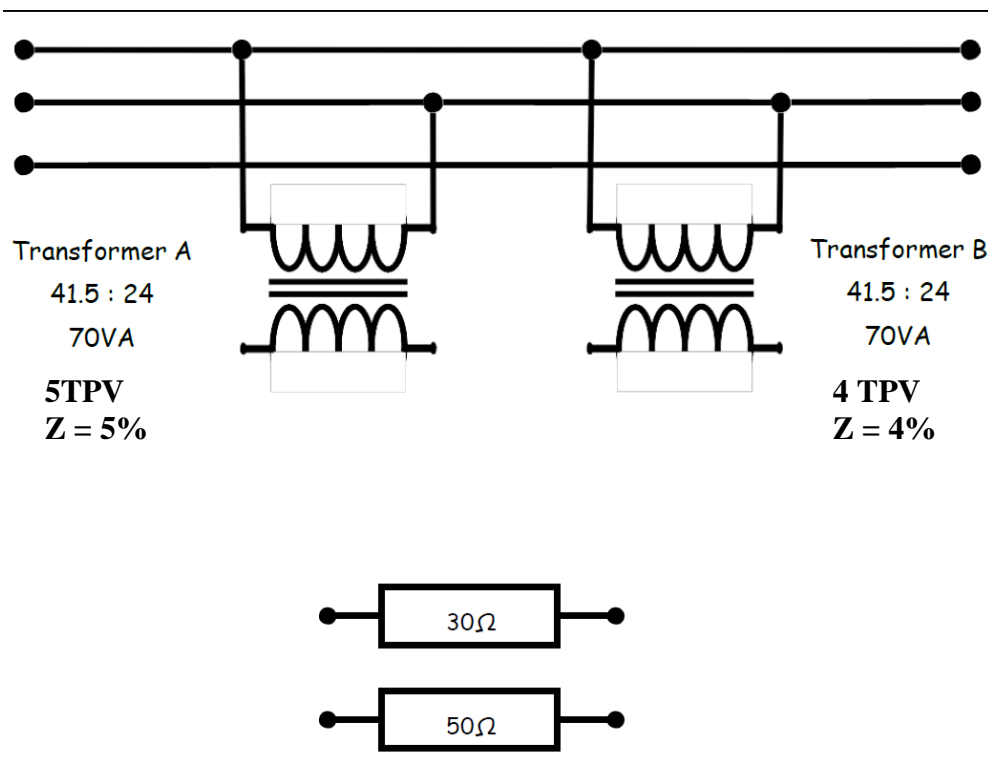 Transformer A
41.5 : 24
70VA
5TPV
Z = 5%
Transformer B
41.5 : 24
70VA
4 TPV
Z = 4%
30Ω
50Ω